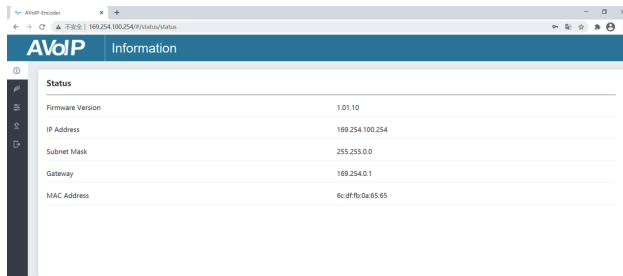 AVoIP-Encoder
不安全 | 169.254.100.254/#/status/status
AVoIP Information
Status
Firmware Version 1.01.10
IP Address 169.254.100.254
Subnet Mask 255.255.0.0
Gateway 169.254.0.1
MAC Address 6c:df:fb:0a:65:65